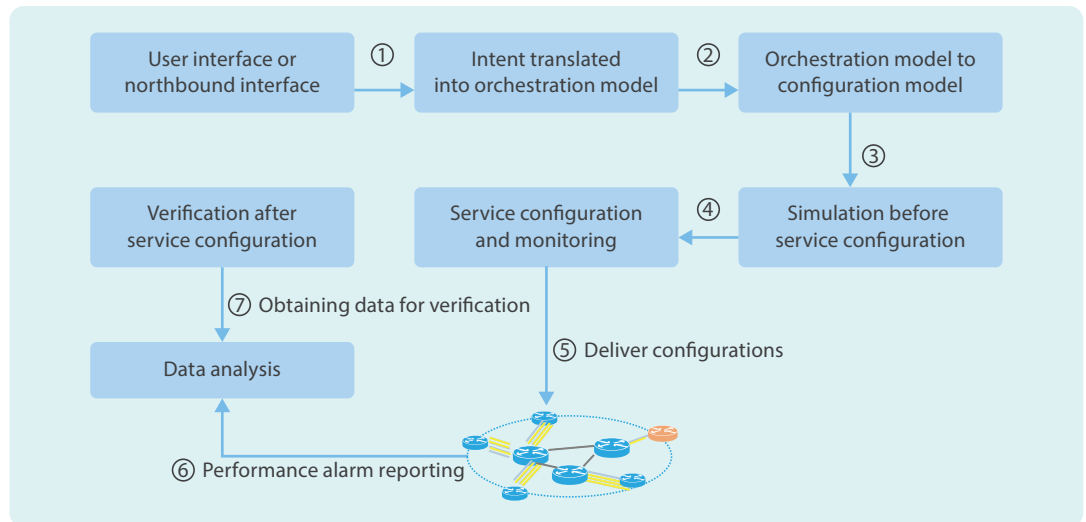 User interface or
northbound interface
①
Intent translated
into orchestration model
②
Orchestration model to
configuration model
③
Verification after
service configuration
Service configuration
and monitoring
④
Simulation before
service configuration
⑦ Obtaining data for verification
⑤ Deliver configurations
Data analysis
⑥ Performance alarm reporting